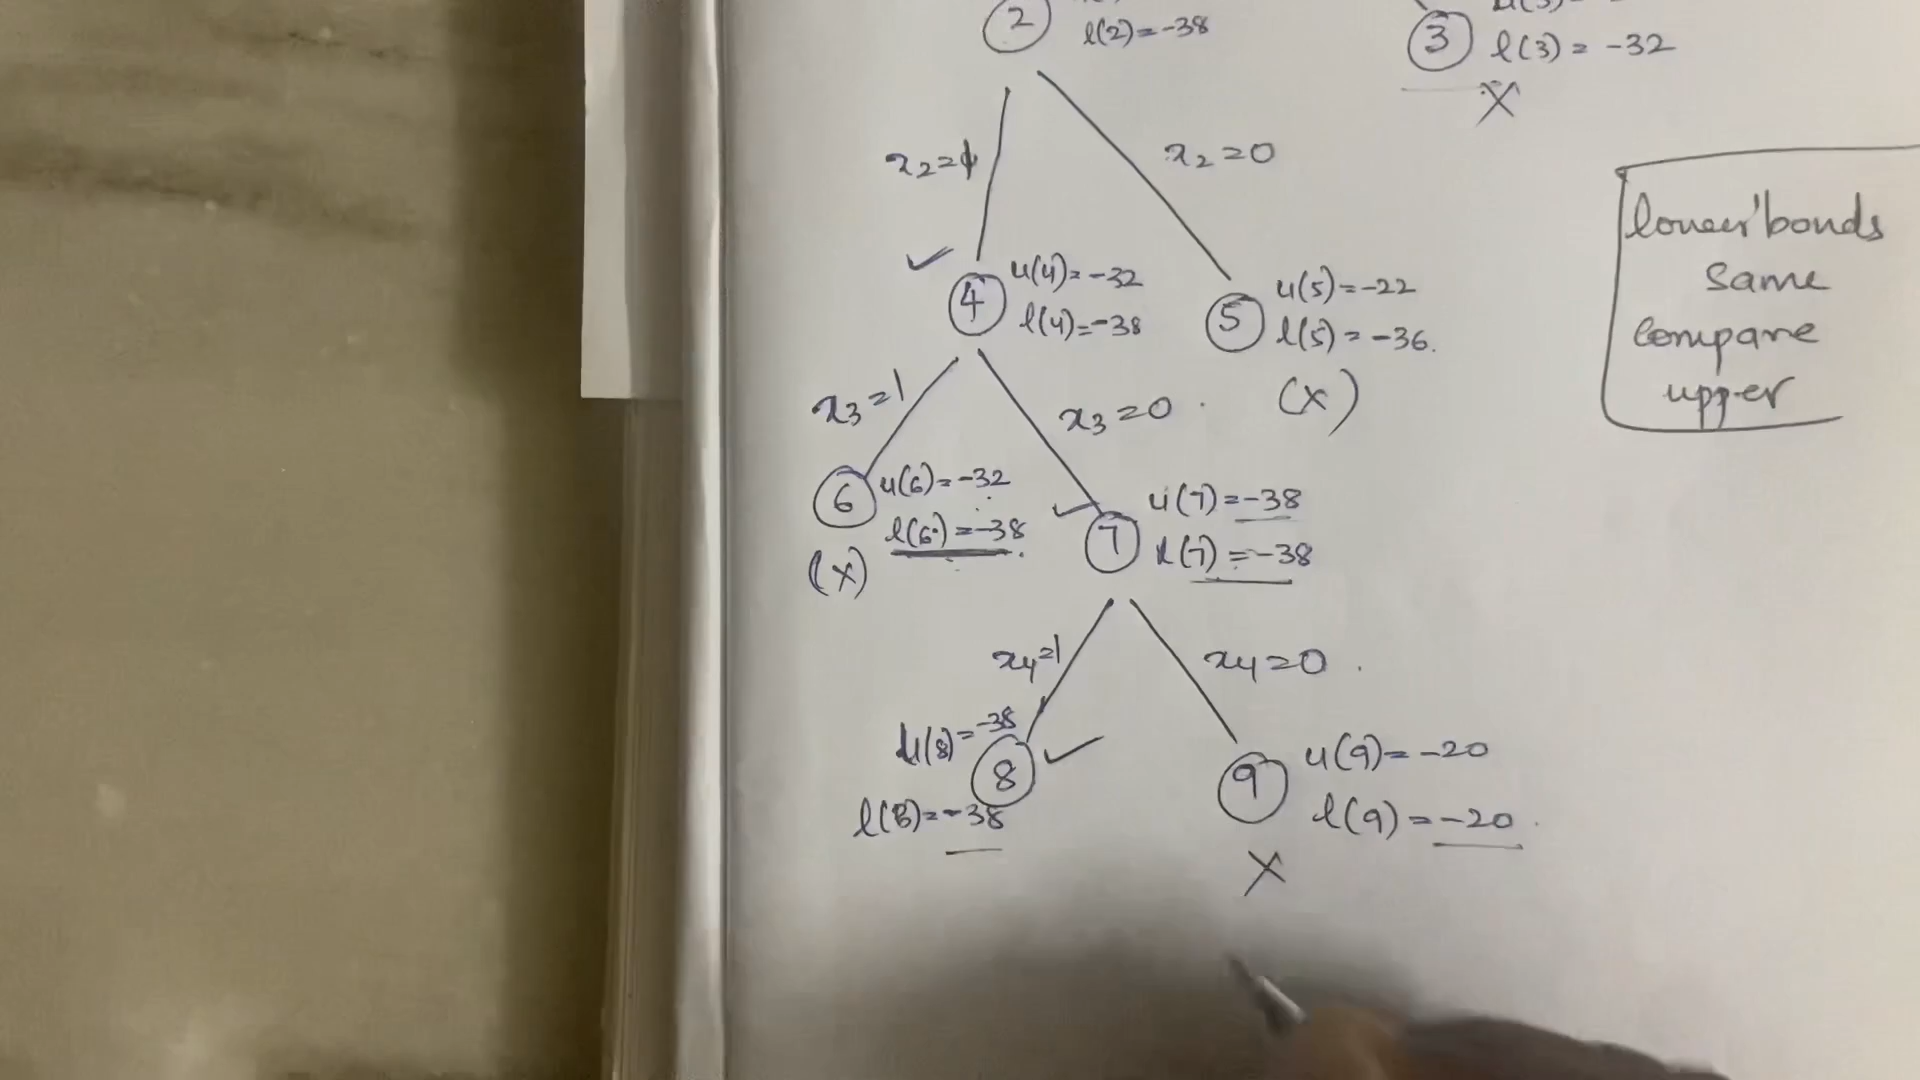 2
l(2)=-38
3
l(3) = -32
X
x2=1
x2=0
lower bonds
Same
Compare
upper
4
u(4)=-32
l(4)=-38
5
u(5)=-22
l(5)=-36.
(X)
x3=1
x3=0
6
u(6)=-32
l(6)=-38
(X)
7
u(7)=-38
l(7)=-38
x4=1
x4=0
u(8)=-38
8
l(8)=-38
9
u(9)=-20
l(9)=-20
X